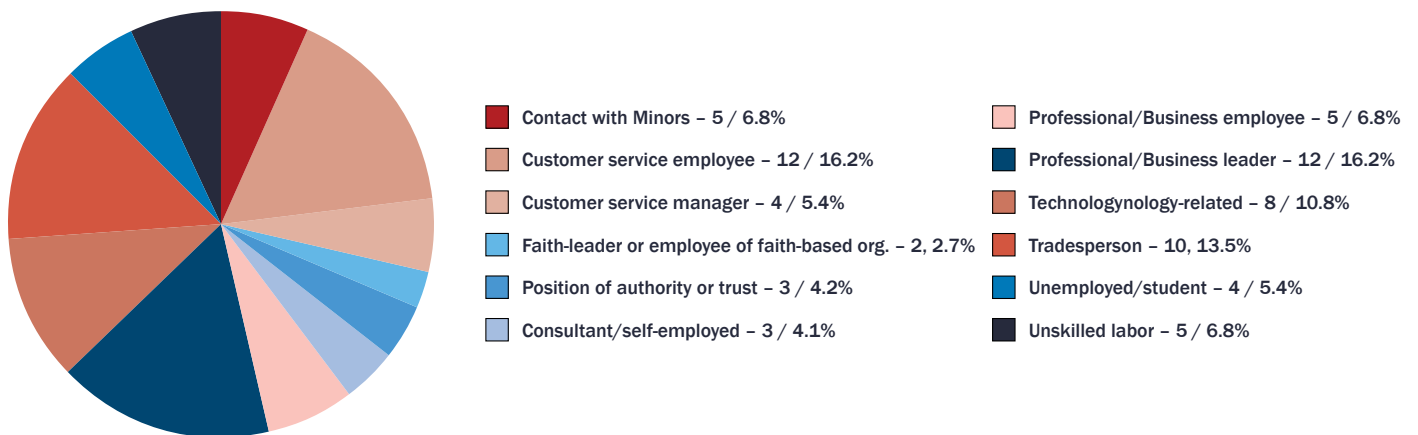 Contact with Minors – 5 / 6.8%
Customer service employee – 12 / 16.2%
Customer service manager – 4 / 5.4%
Faith-leader or employee of faith-based org. – 2, 2.7%
Position of authority or trust – 3 / 4.2%
Consultant/self-employed – 3 / 4.1%
Professional/Business employee – 5 / 6.8%
Professional/Business leader – 12 / 16.2%
Technologynology-related – 8 / 10.8%
Tradesperson – 10, 13.5%
Unemployed/student – 4 / 5.4%
Unskilled labor – 5 / 6.8%